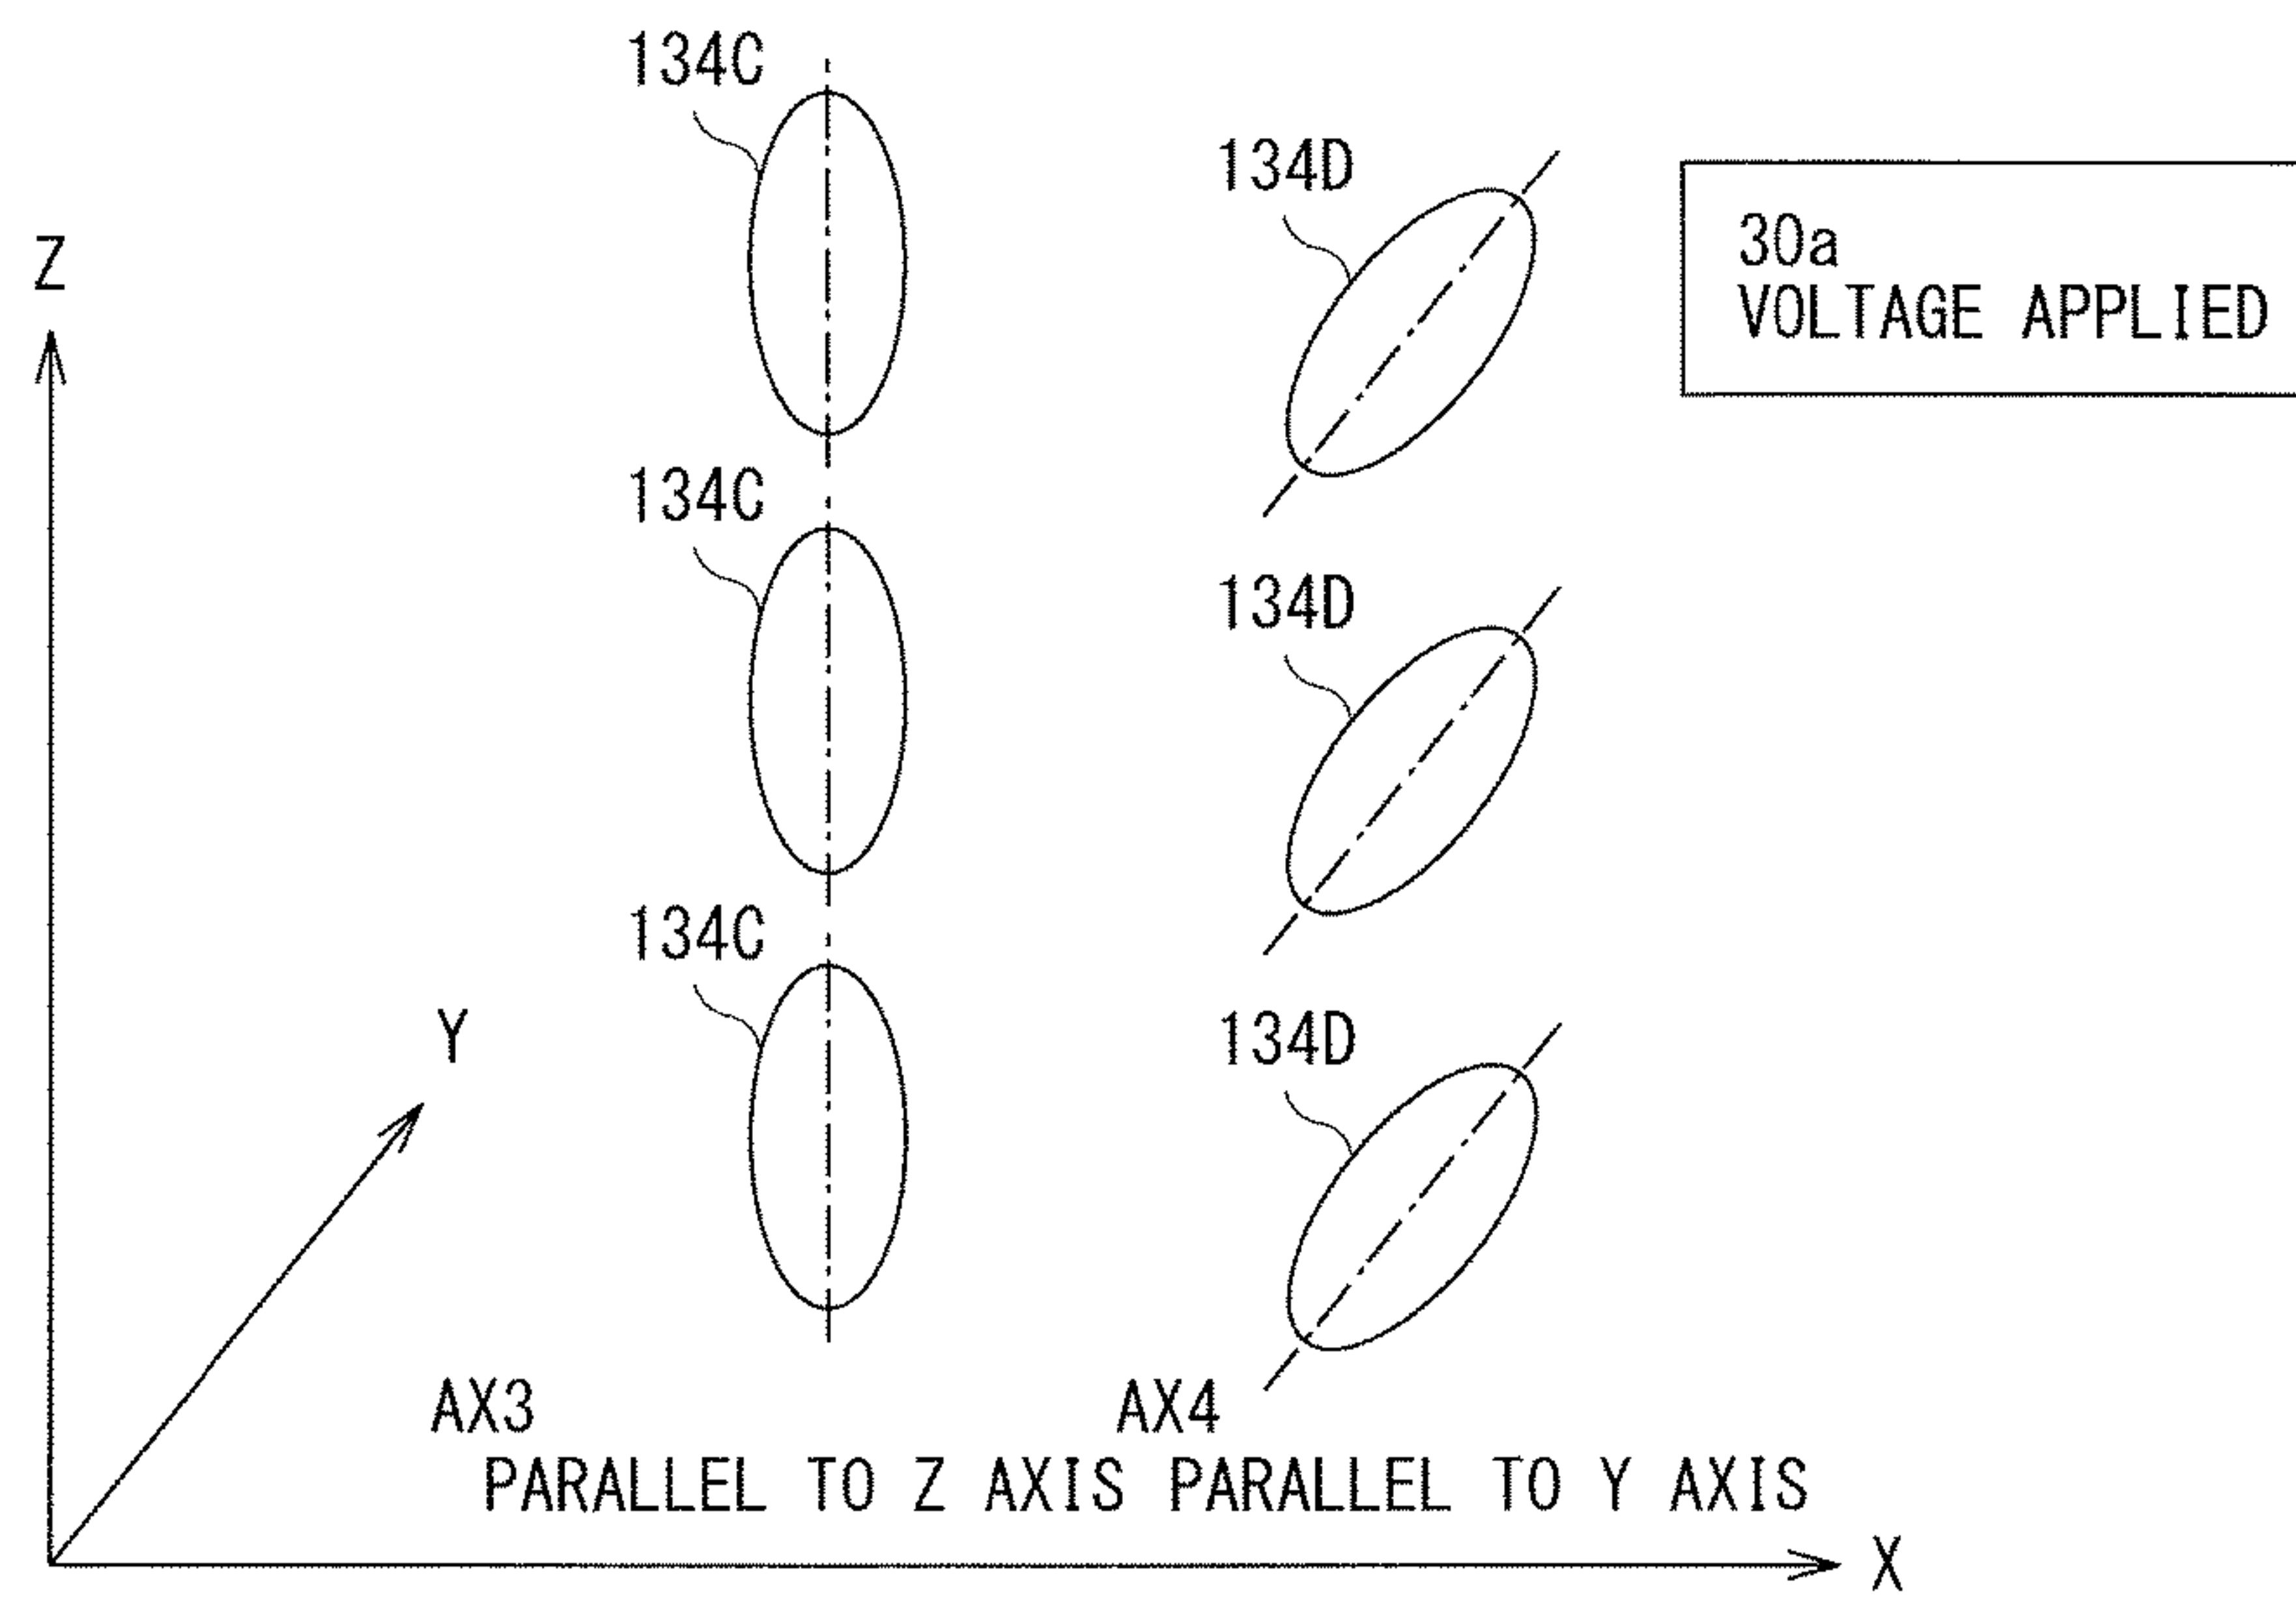 134C
134D
30a
VOLTAGE APPLIED
Z
134C
134D
134C
134D
Y
AX3
PARALLEL TO Z AXIS
AX4
PARALLEL TO Y AXIS
X